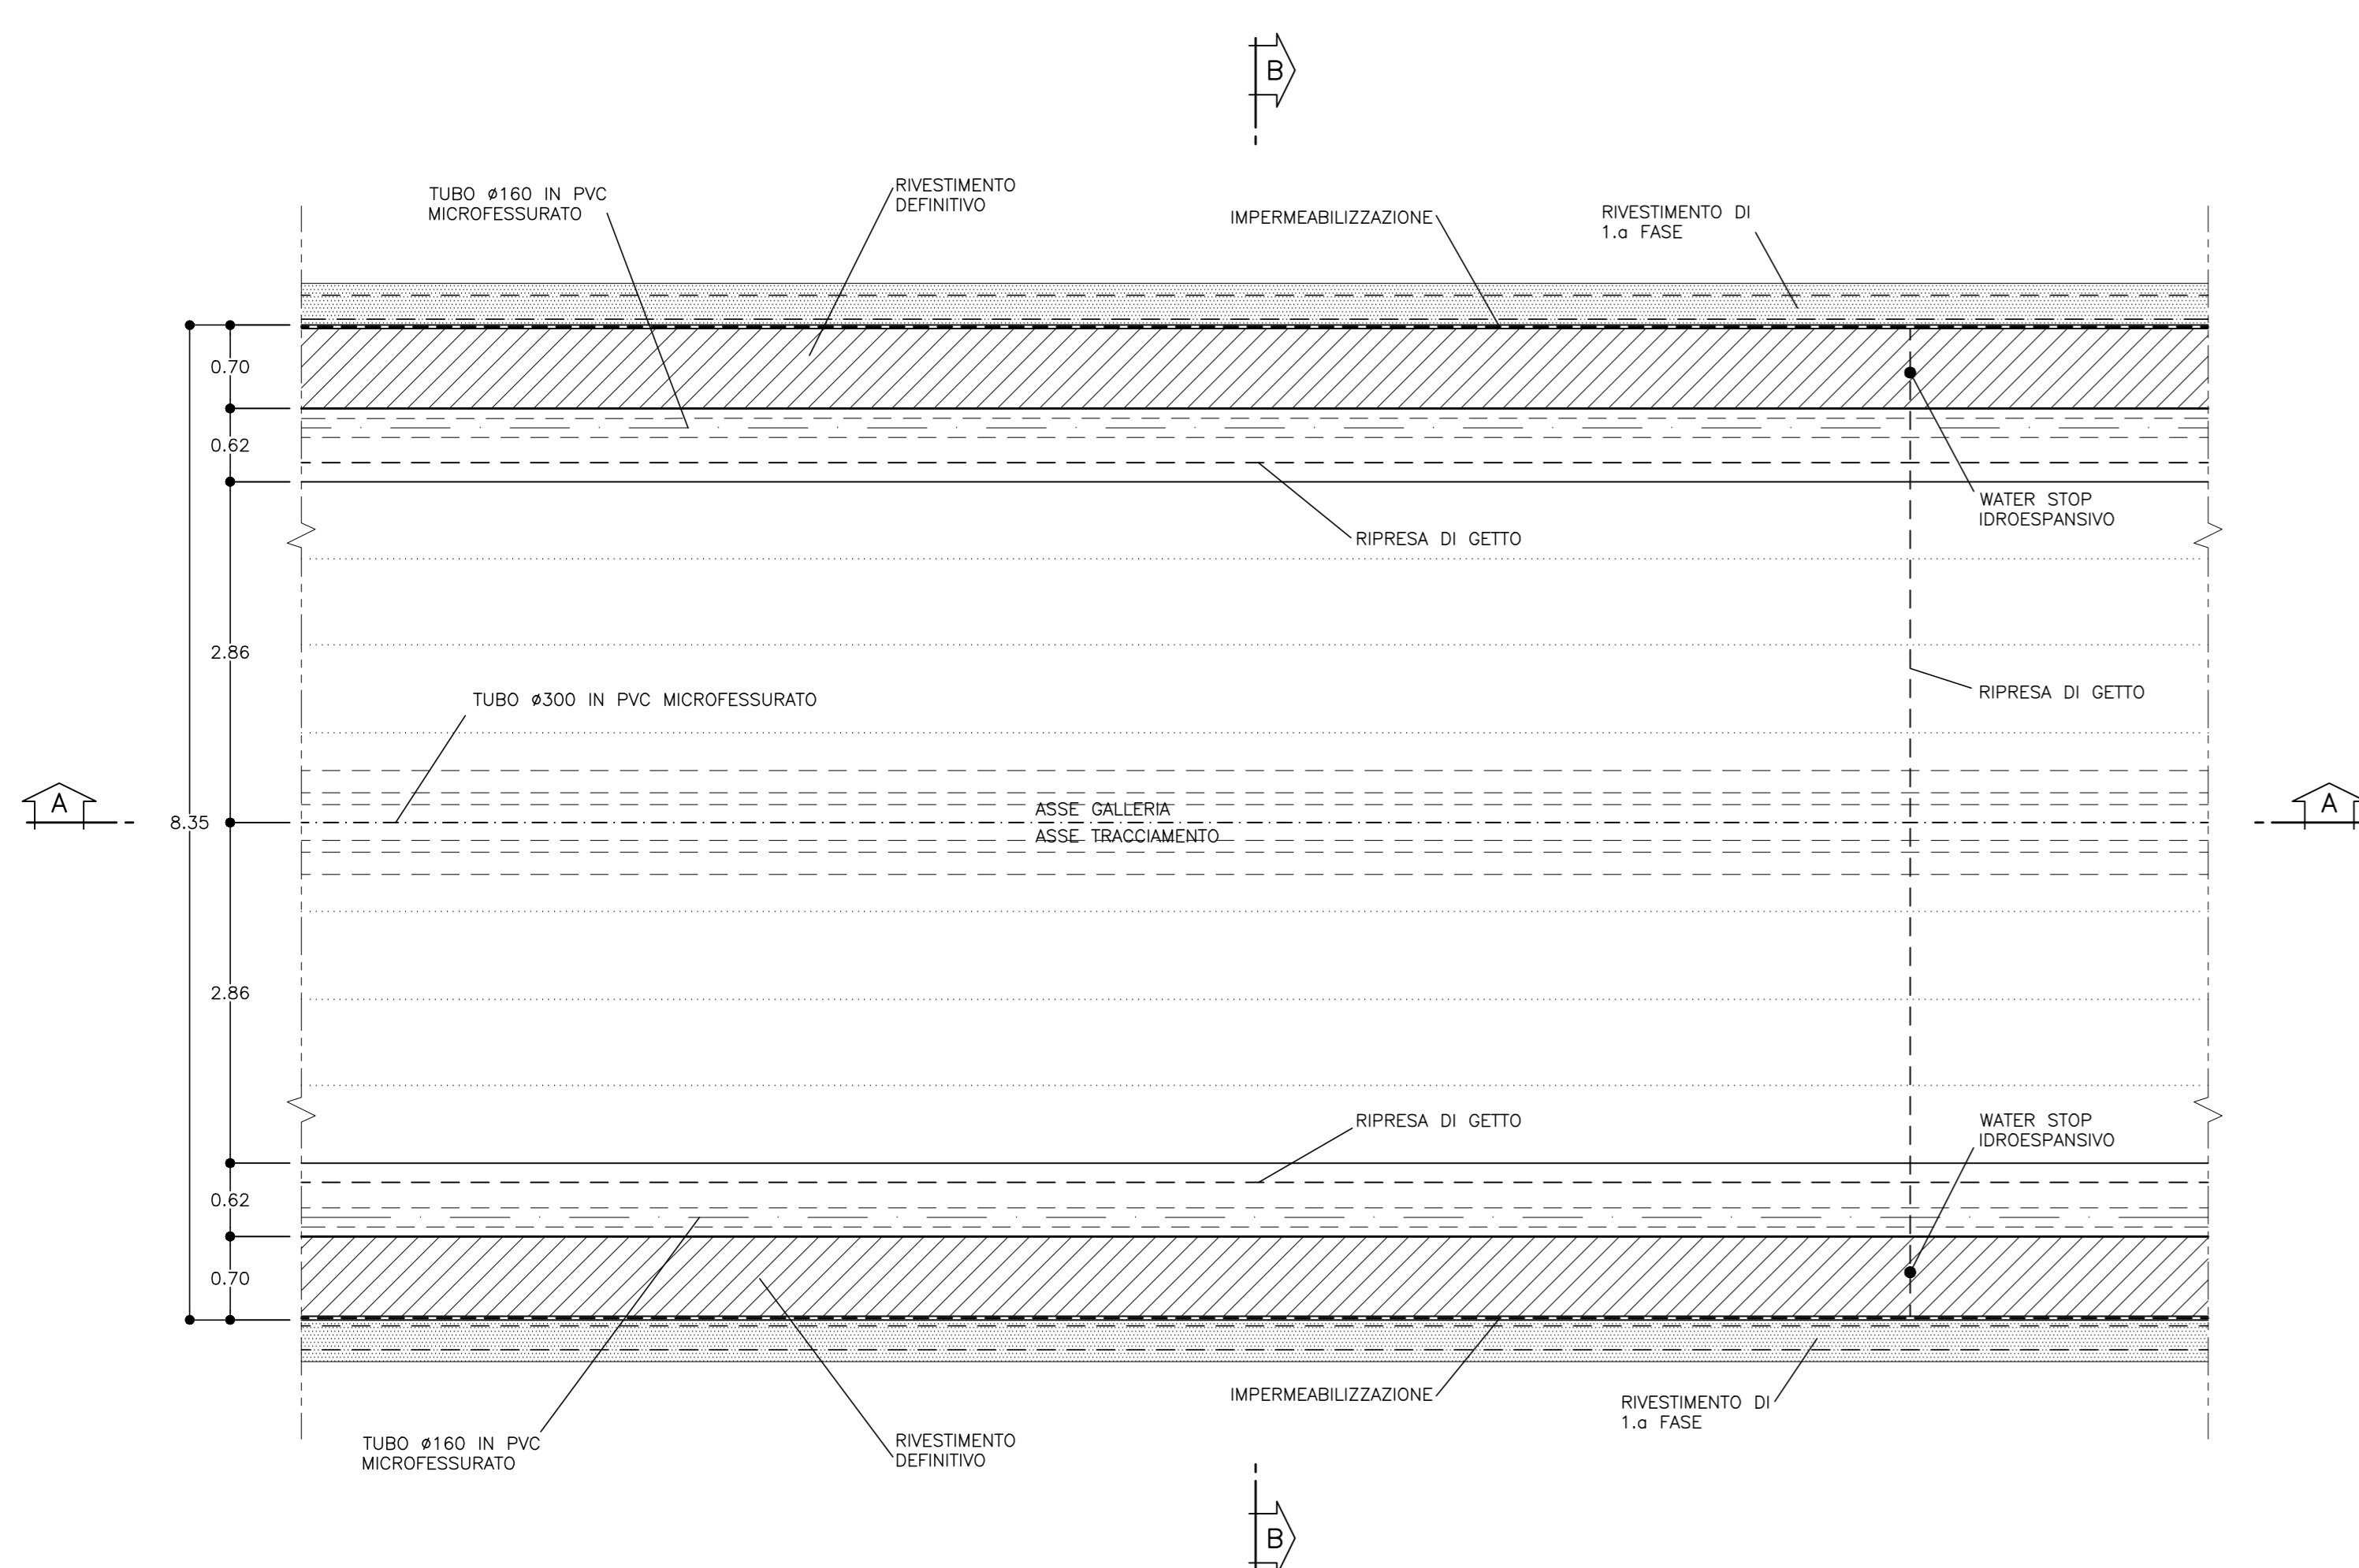 B
TUBO ø160 IN PVC
MICROFESSURATO
RIVESTIMENTO
DEFINITIVO
IMPERMEABILIZZAZIONE
RIVESTIMENTO DI
1.a FASE
0.70
0.62
WATER STOP
IDROESPANSIVO
RIPRESA DI GETTO
2.86
RIPRESA DI GETTO
TUBO ø300 IN PVC MICROFESSURATO
A
8.35
ASSE GALLERIA
ASSE TRACCIAMENTO
A
2.86
RIPRESA DI GETTO
WATER STOP
IDROESPANSIVO
0.62
0.70
IMPERMEABILIZZAZIONE
RIVESTIMENTO DI
1.a FASE
TUBO ø160 IN PVC
MICROFESSURATO
RIVESTIMENTO
DEFINITIVO
B